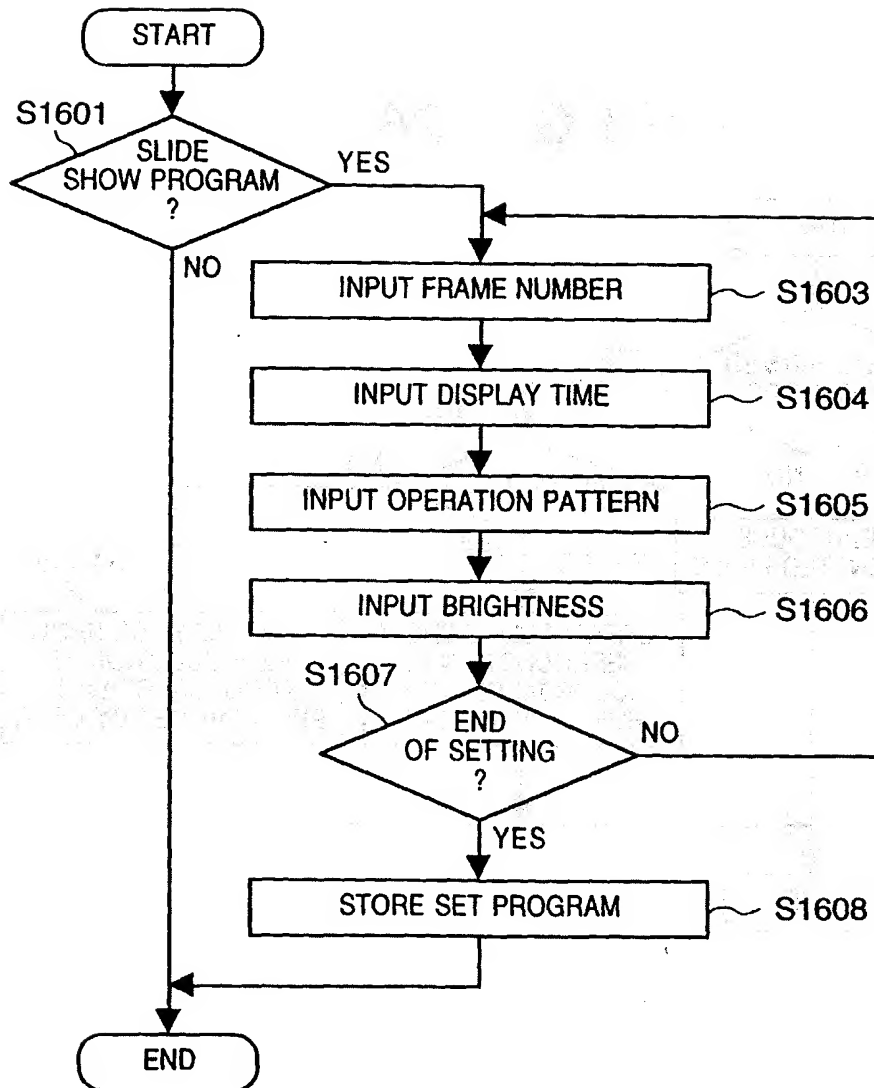 START
S1601
SLIDE
SHOW PROGRAM
?
YES
NO
INPUT FRAME NUMBER
S1603
INPUT DISPLAY TIME
S1604
INPUT OPERATION PATTERN
S1605
INPUT BRIGHTNESS
S1606
S1607
END
OF SETTING
?
NO
YES
STORE SET PROGRAM
S1608
END